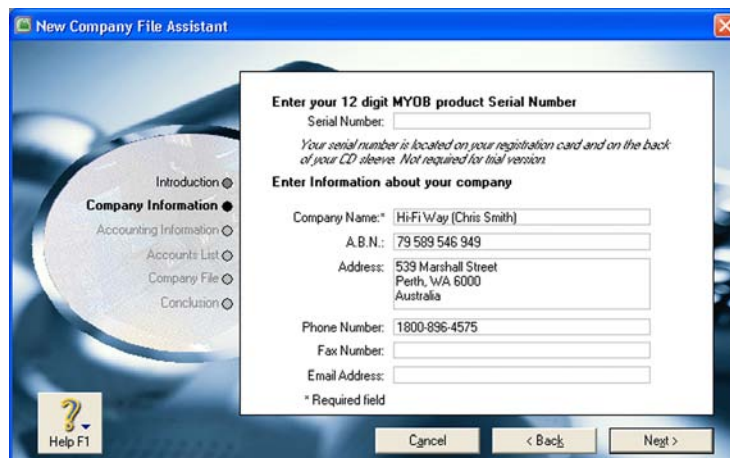 New Company File Assistant
Enter your 12 digit MYOB product Serial Number
Serial Number:
Your serial number is located on your registration card and on the back
of your CD sleeve. Not required for trial version.
Introduction
Company Information
Accounting Information
Accounts List
Company File
Conclusion
Enter Information about your company
Company Name:* Hi-Fi Way (Chris Smith)
A.B.N.: 79 589 546 949
Address: 539 Marshall Street
Perth, WA 6000
Australia
Phone Number: 1800-896-4575
Fax Number:
Email Address:
* Required field
Help F1
Cancel
< Back
Next >